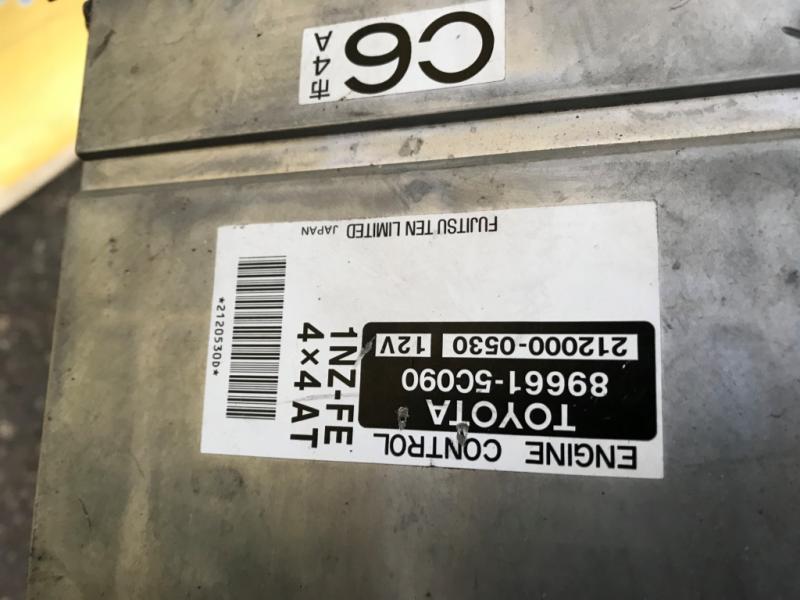 ENGINE CONTROL
TOYOTA
89661-5C090
212000-0530 12V
1NZ-FE
4×4 AT
*2120530D*
FUJITSU TEN LIMITED JAPAN
C6
市4A